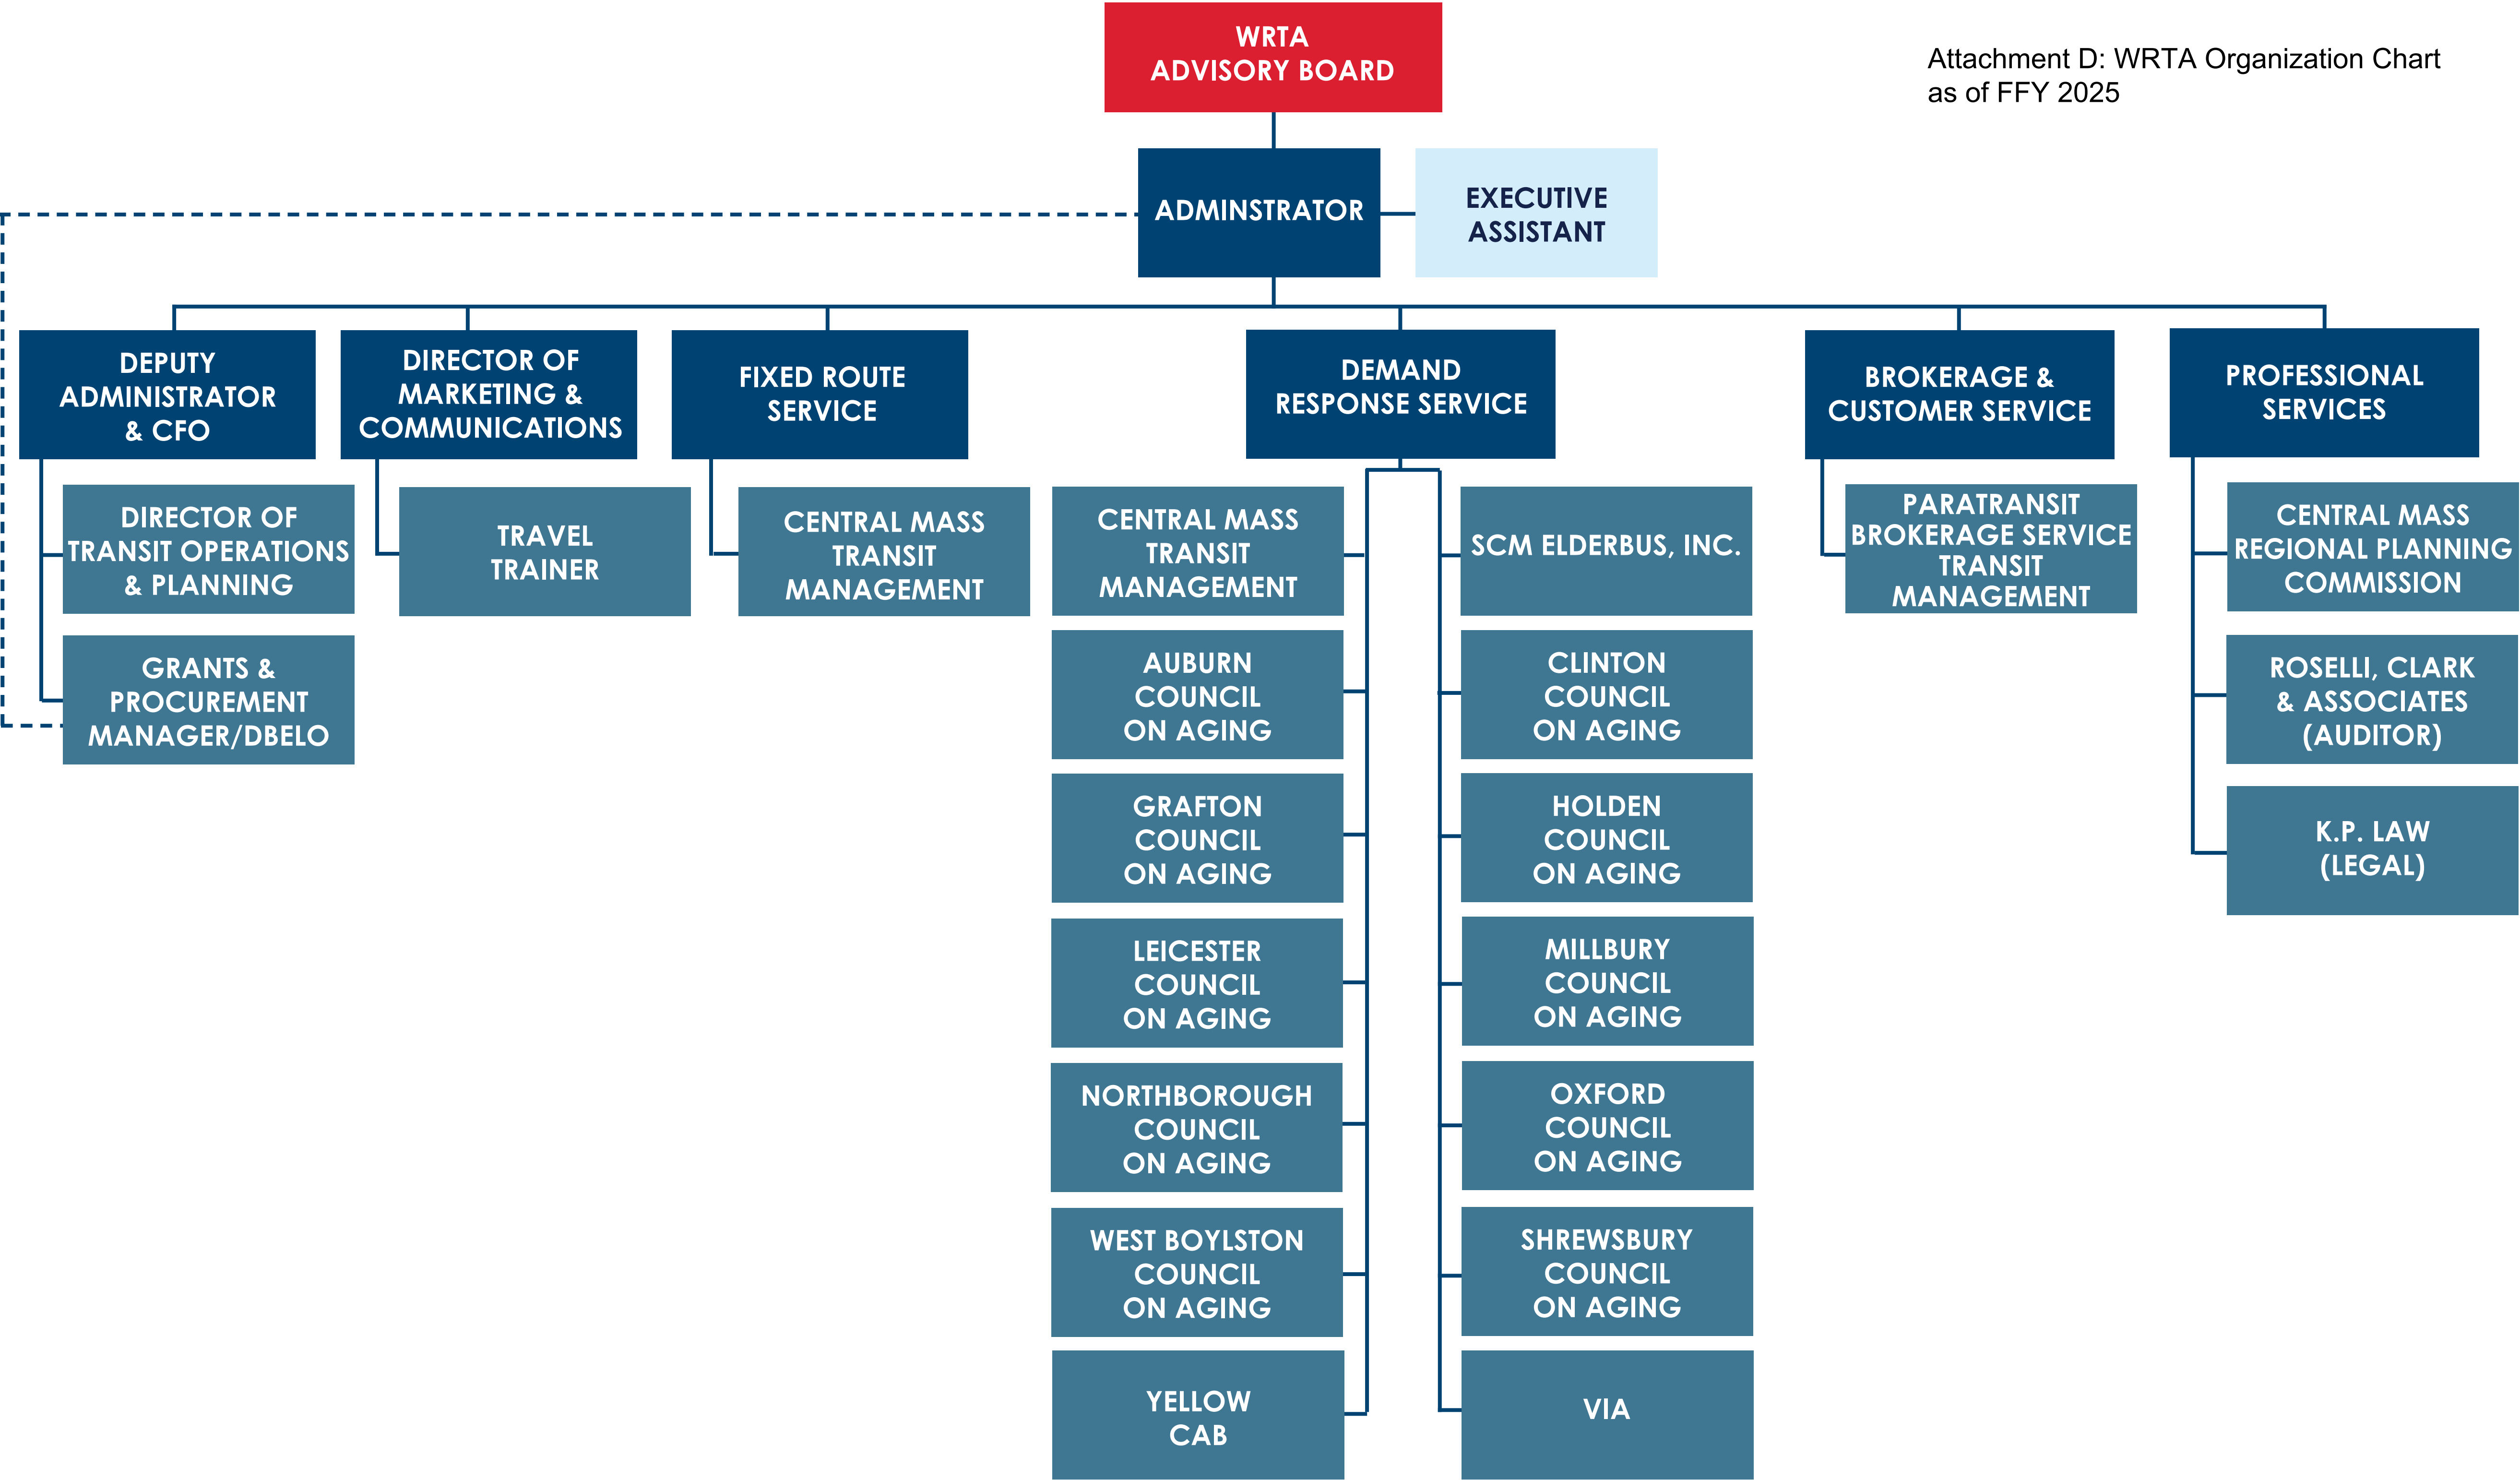 WRTA
ADVISORY BOARD
Attachment D: WRTA Organization Chart
as of FFY 2025
ADMINSTRATOR
EXECUTIVE
ASSISTANT
DEPUTY
ADMINISTRATOR
& CFO
DIRECTOR OF
MARKETING &
COMMUNICATIONS
FIXED ROUTE
SERVICE
DEMAND
RESPONSE SERVICE
BROKERAGE &
CUSTOMER SERVICE
PROFESSIONAL
SERVICES
DIRECTOR OF
TRANSIT OPERATIONS
& PLANNING
GRANTS &
PROCUREMENT
MANAGER/DBELO
TRAVEL
TRAINER
CENTRAL MASS
TRANSIT
MANAGEMENT
CENTRAL MASS
TRANSIT
MANAGEMENT
AUBURN
COUNCIL
ON AGING
GRAFTON
COUNCIL
ON AGING
LEICESTER
COUNCIL
ON AGING
NORTHBOROUGH
COUNCIL
ON AGING
WEST BOYLSTON
COUNCIL
ON AGING
YELLOW
CAB
SCM ELDERBUS, INC.
CLINTON
COUNCIL
ON AGING
HOLDEN
COUNCIL
ON AGING
MILLBURY
COUNCIL
ON AGING
OXFORD
COUNCIL
ON AGING
SHREWSBURY
COUNCIL
ON AGING
VIA
PARATRANSIT
BROKERAGE SERVICE
TRANSIT
MANAGEMENT
CENTRAL MASS
REGIONAL PLANNING
COMMISSION
ROSELLI, CLARK
& ASSOCIATES
(AUDITOR)
K.P. LAW
(LEGAL)